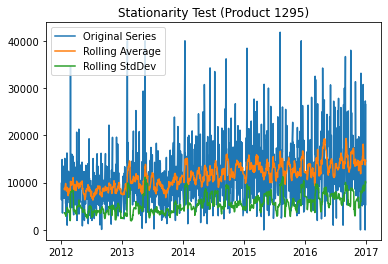 Stationarity Test (Product 1295)
Original Series
Rolling Average
Rolling StdDev
40000
30000
20000
10000
0
2012 2013 2014 2015 2016 2017